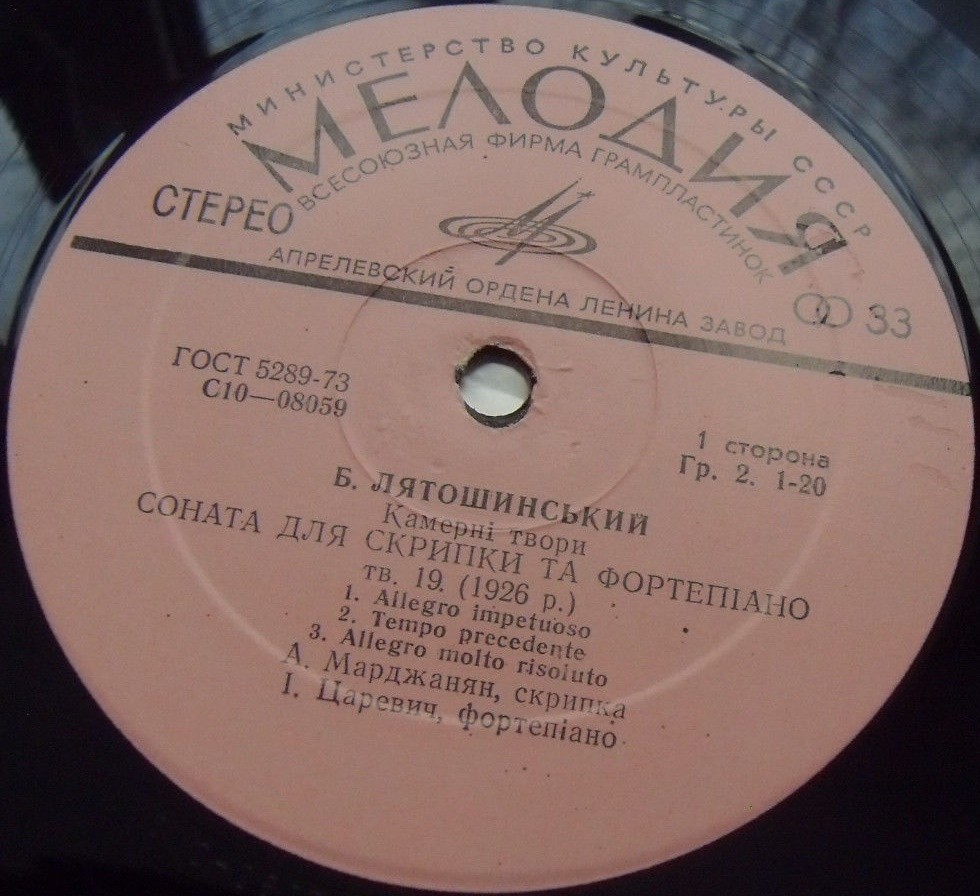 МИНИСТЕРСТВО КУЛЬТУРЫ СССР
МЕЛОДИЯ
ВСЕСОЮЗНАЯ ФИРМА ГРАМПЛАСТИНОК
СТЕРЕО
АПРЕЛЕВСКИЙ ОРДЕНА ЛЕНИНА ЗАВОД
33
ГОСТ 5289-73
С10—08059
1 сторона
Гр. 2. 1-20
Б. ЛЯТОШИНСЬКИЙ
Камерні твори
СОНАТА ДЛЯ СКРИПКИ ТА ФОРТЕПІАНО
тв. 19. (1926 р.)
1. Allegro impetuoso
2. Tempo precedente
3. Allegro molto risoluto
А. Марджанян, скрипка
І. Царевич, фортепіано